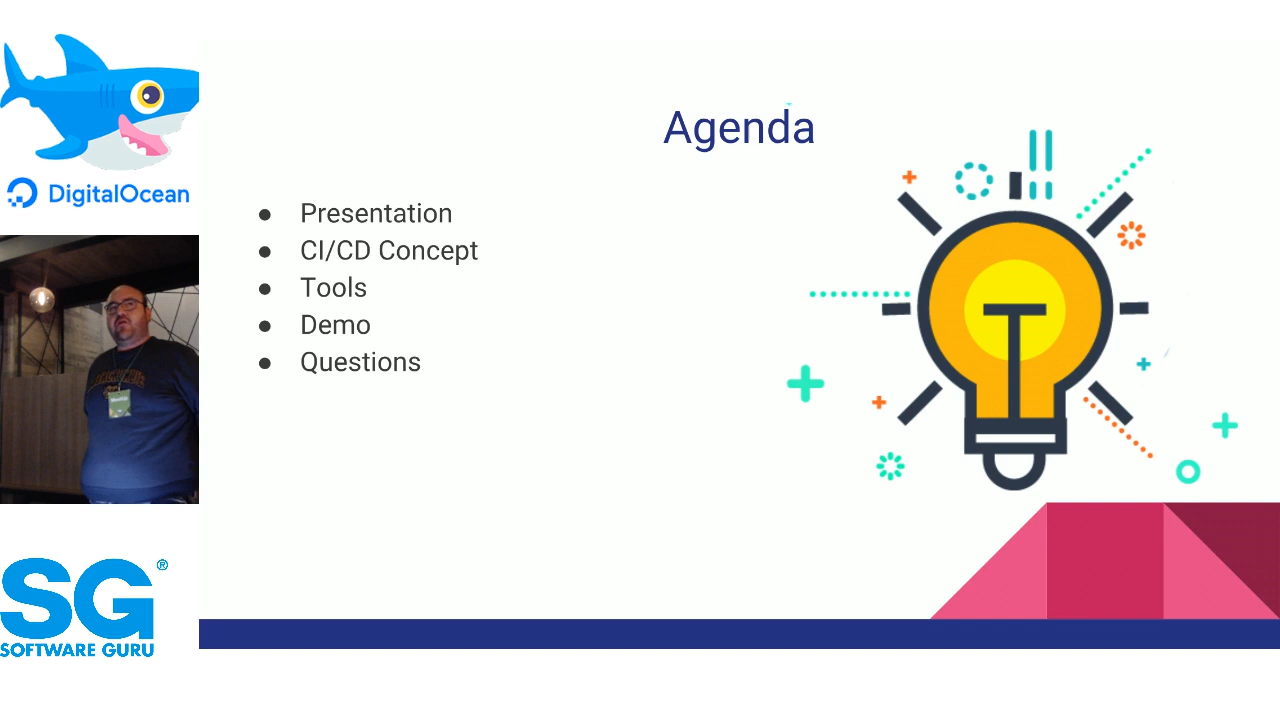 DigitalOcean
SG®
SOFTWARE GURU
Agenda
● Presentation
● CI/CD Concept
● Tools
● Demo
● Questions